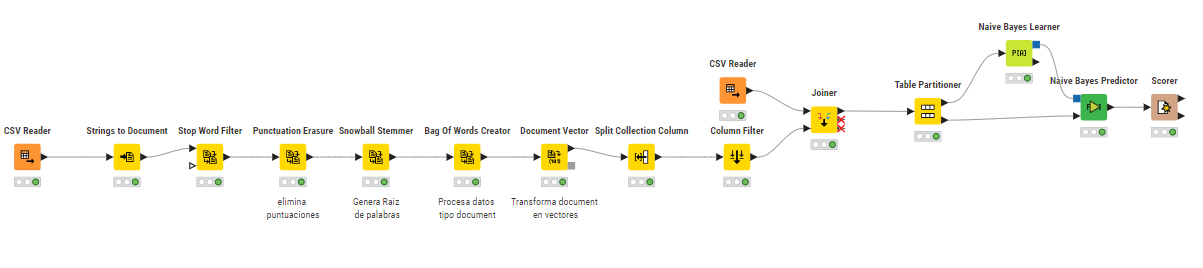 Naive Bayes Learner
P[A]
CSV Reader
Joiner
Table Partitioner
Naive Bayes Predictor
Scorer
CSV Reader
Strings to Document
Stop Word Filter
Punctuation Erasure
Snowball Stemmer
Bag Of Words Creator
Document Vector
Split Collection Column
Column Filter
elimina
puntuaciones
Genera Raiz
de palabras
Procesa datos
tipo document
Transforma document
en vectores